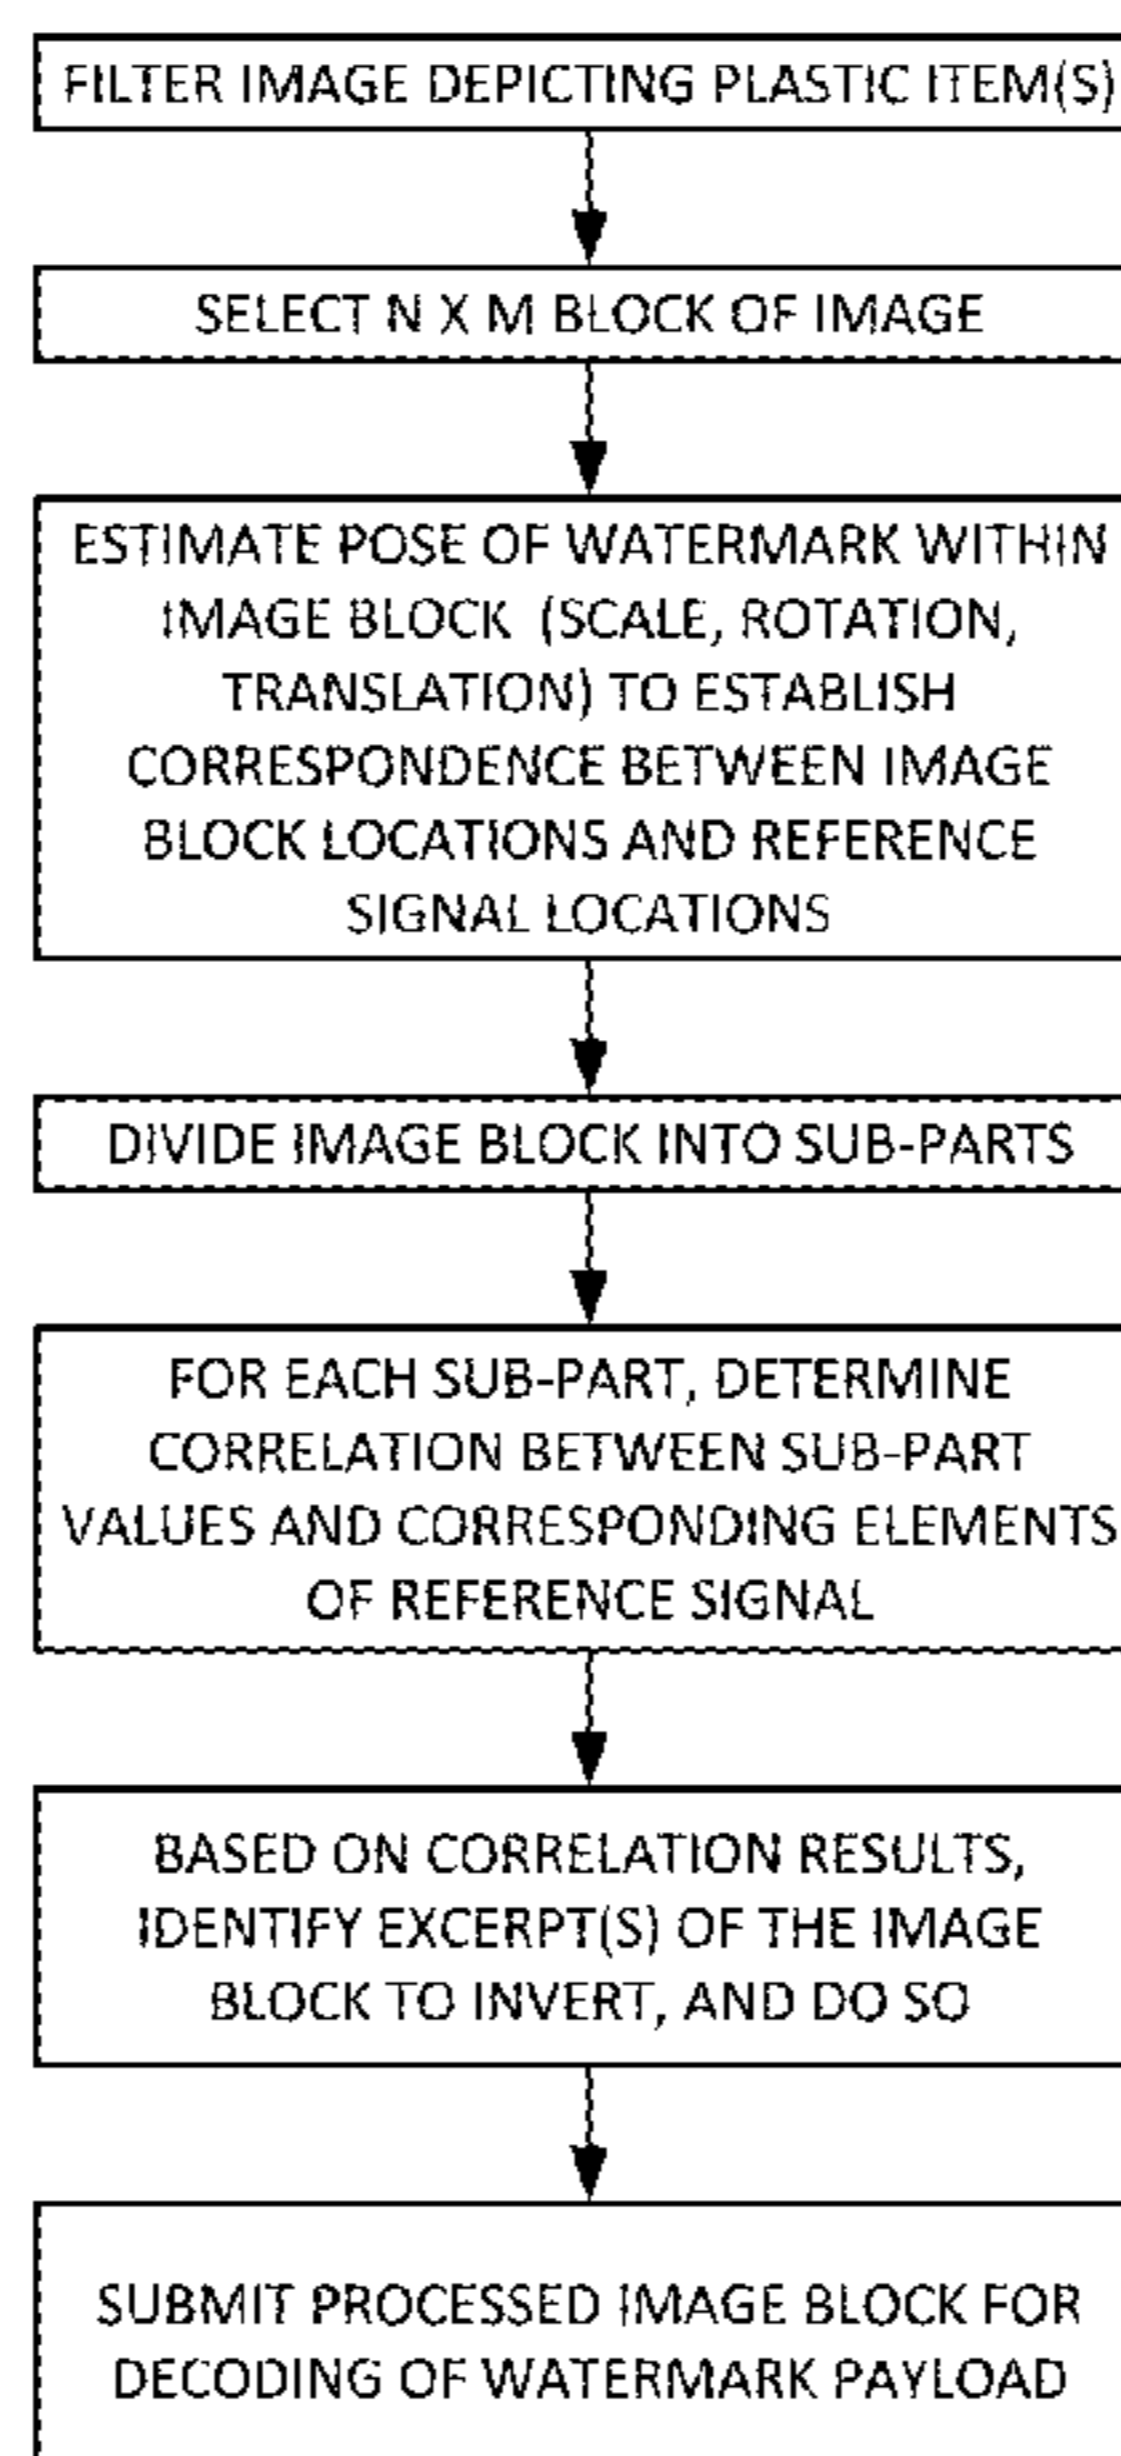 FILTER IMAGE DEPICTING PLASTIC ITEM(S)
SELECT N X M BLOCK OF IMAGE
ESTIMATE POSE OF WATERMARK WITHIN
IMAGE BLOCK (SCALE, ROTATION,
TRANSLATION) TO ESTABLISH
CORRESPONDENCE BETWEEN IMAGE
BLOCK LOCATIONS AND REFERENCE
SIGNAL LOCATIONS
DIVIDE IMAGE BLOCK INTO SUB-PARTS
FOR EACH SUB-PART, DETERMINE
CORRELATION BETWEEN SUB-PART
VALUES AND CORRESPONDING ELEMENTS
OF REFERENCE SIGNAL
BASED ON CORRELATION RESULTS,
IDENTIFY EXCERPT(S) OF THE IMAGE
BLOCK TO INVERT, AND DO SO
SUBMIT PROCESSED IMAGE BLOCK FOR
DECODING OF WATERMARK PAYLOAD